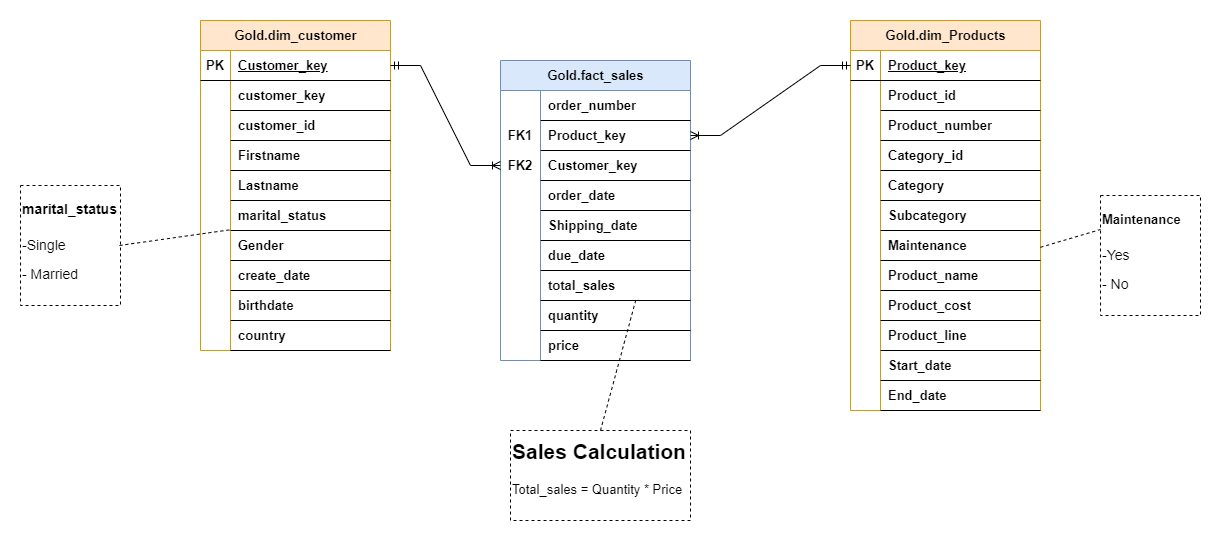 Gold.dim_customer
PK Customer_key
customer_key
customer_id
Firstname
Lastname
marital_status
Gender
create_date
birthdate
country
marital_status
-Single
- Married
Gold.fact_sales
order_number
FK1 Product_key
FK2 Customer_key
order_date
Shipping_date
due_date
total_sales
quantity
price
Sales Calculation
Total_sales = Quantity * Price
Gold.dim_Products
PK Product_key
Product_id
Product_number
Category_id
Category
Subcategory
Maintenance
Product_name
Product_cost
Product_line
Start_date
End_date
Maintenance
-Yes
- No